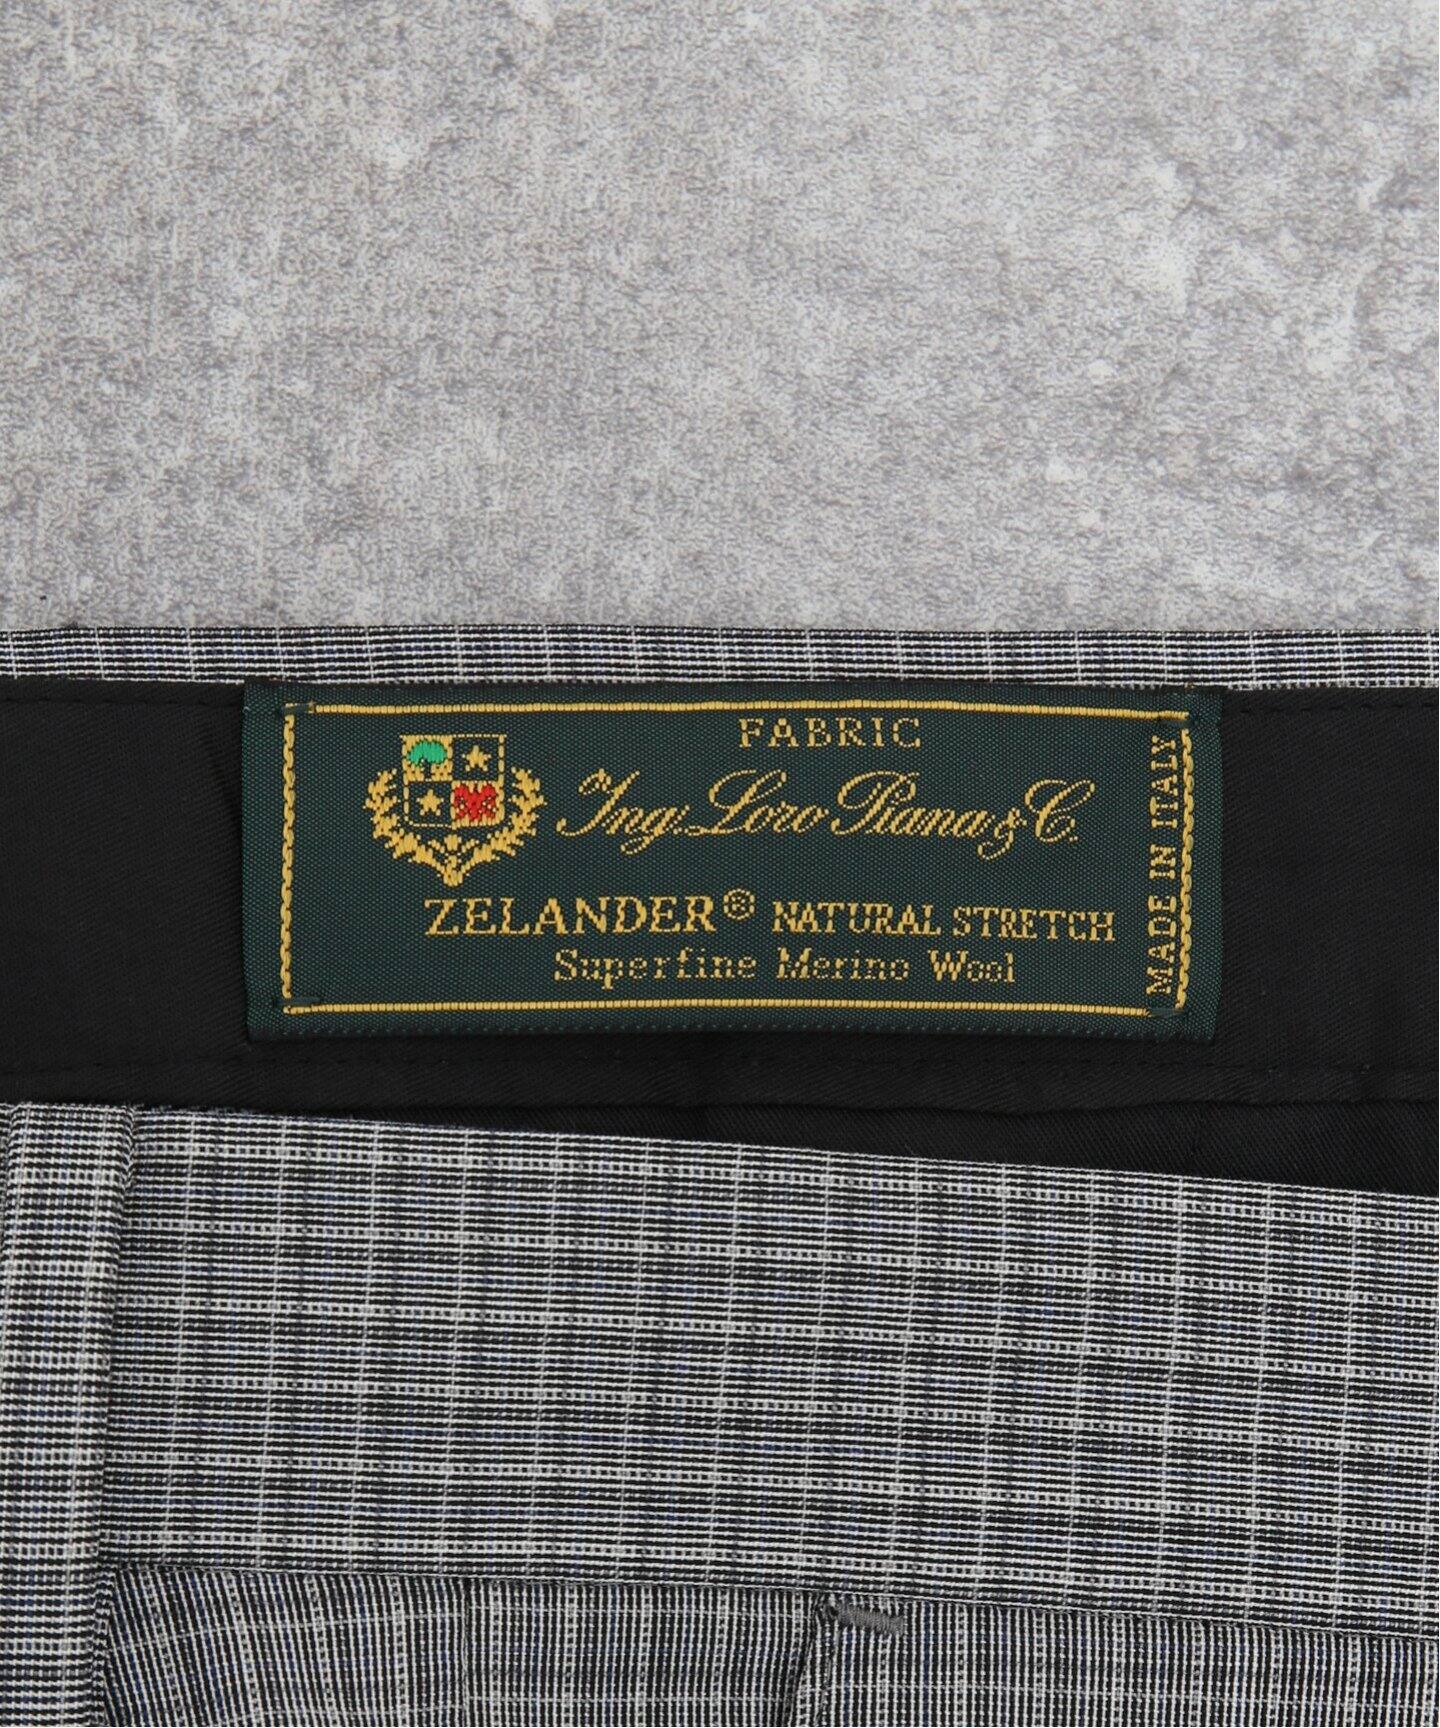 FABRIC
Ing. Loro Piana & C.
ZELANDER® NATURAL STRETCH
Superfine Merino Wool
MADE IN ITALY